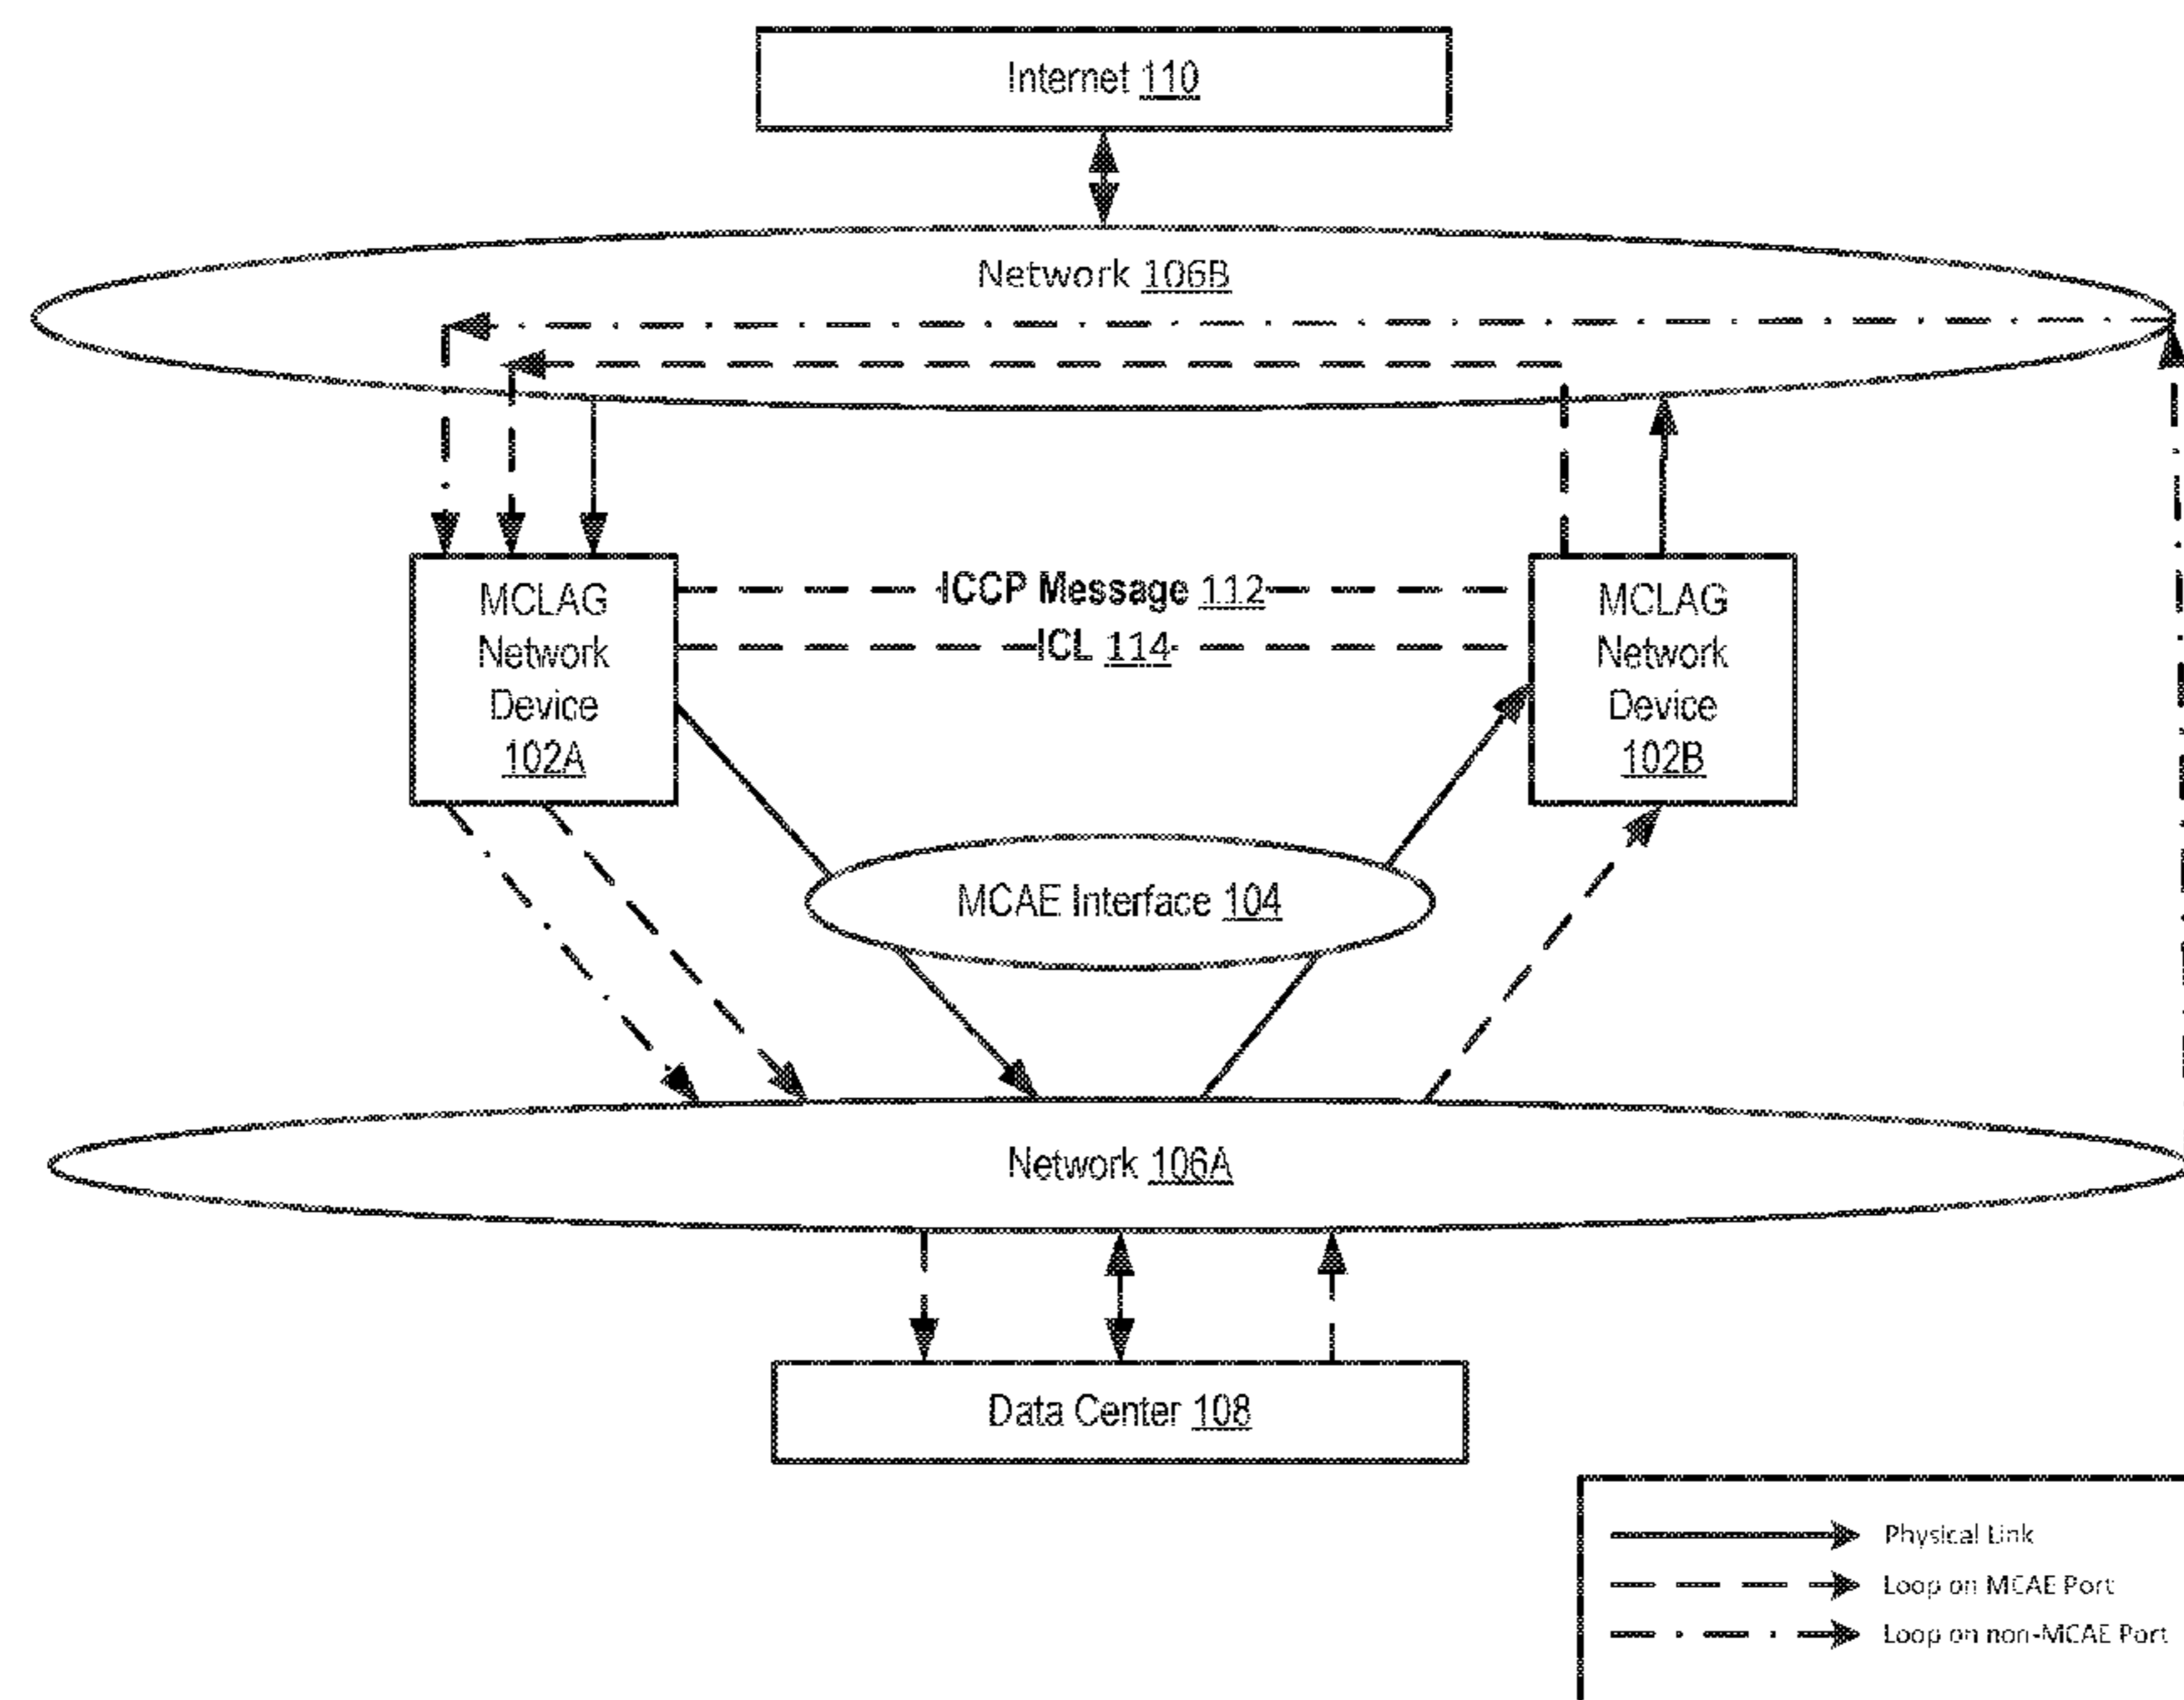 Internet 110
Network 106B
MCLAG
Network
Device
102A
ICCP Message 112
ICL 114
MCLAG
Network
Device
102B
MCAE Interface 104
Network 106A
Data Center 108
Physical Link
Loop on MCAE Port
Loop on non-MCAE Port